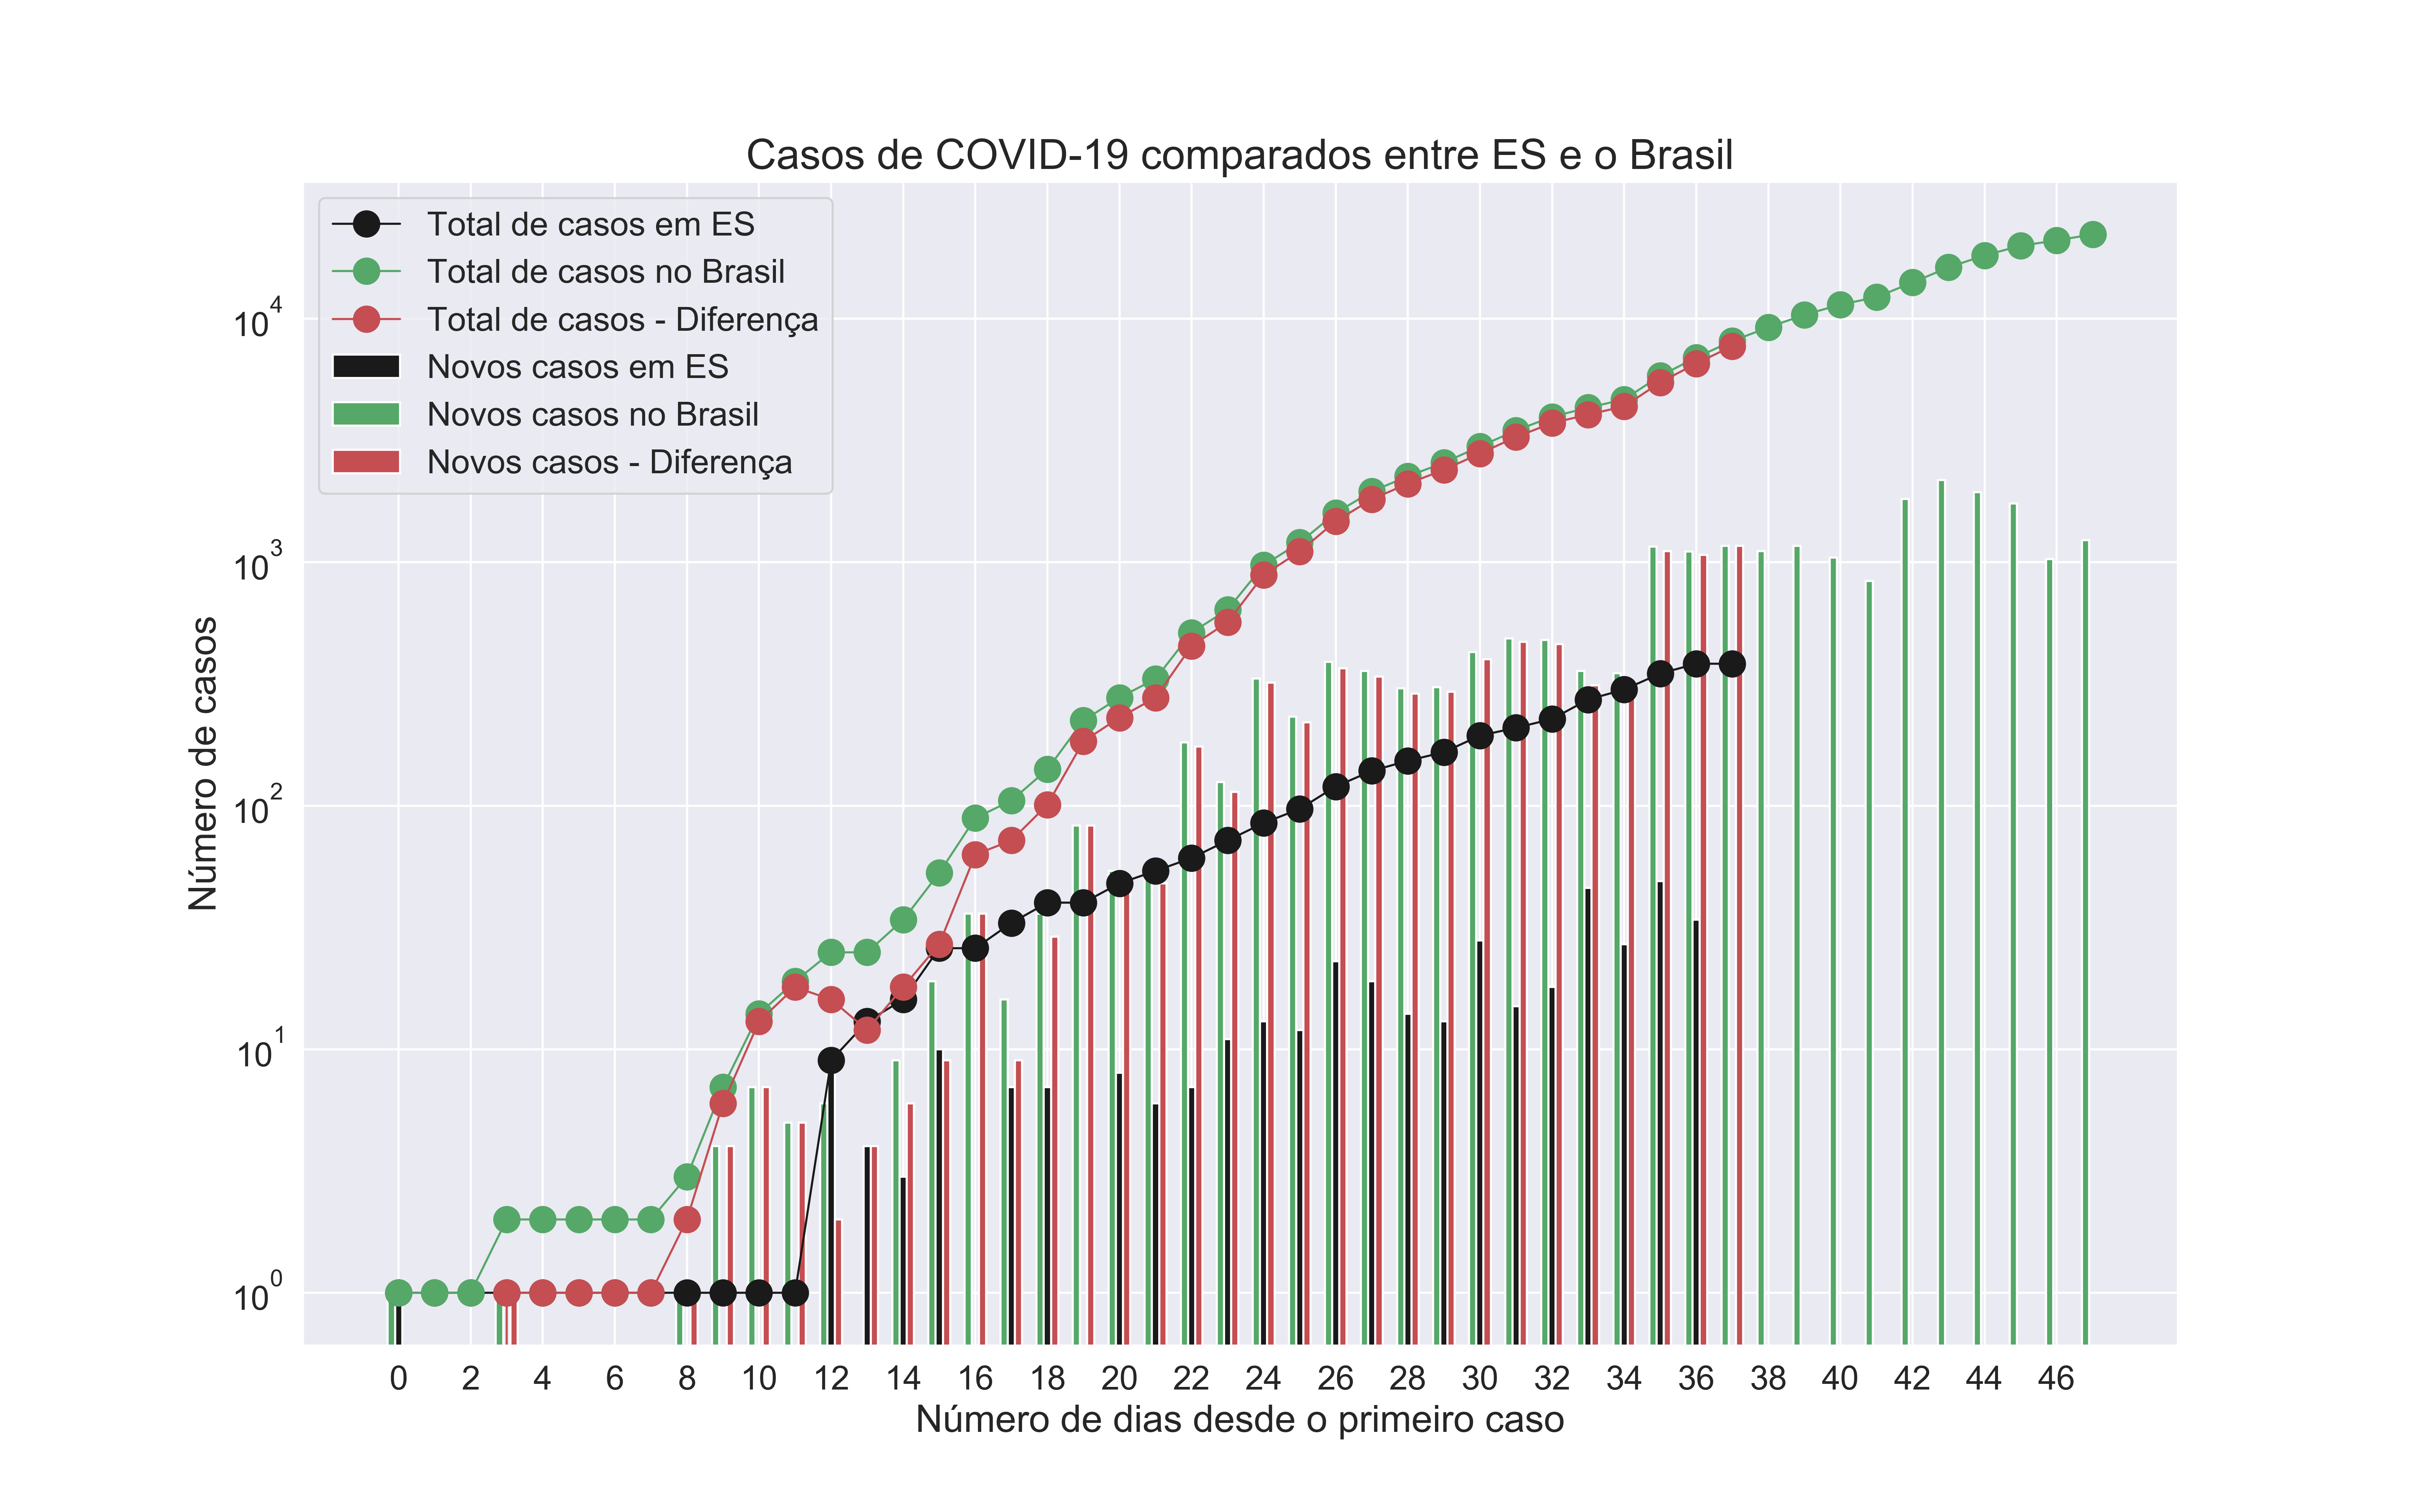 Casos de COVID-19 comparados entre ES e o Brasil
Total de casos em ES
Total de casos no Brasil
Total de casos - Diferença
Novos casos em ES
Novos casos no Brasil
Novos casos - Diferença
10^4
10^3
10^2
10^1
10^0
Número de casos
0 2 4 6 8 10 12 14 16 18 20 22 24 26 28 30 32 34 36 38 40 42 44 46
Número de dias desde o primeiro caso